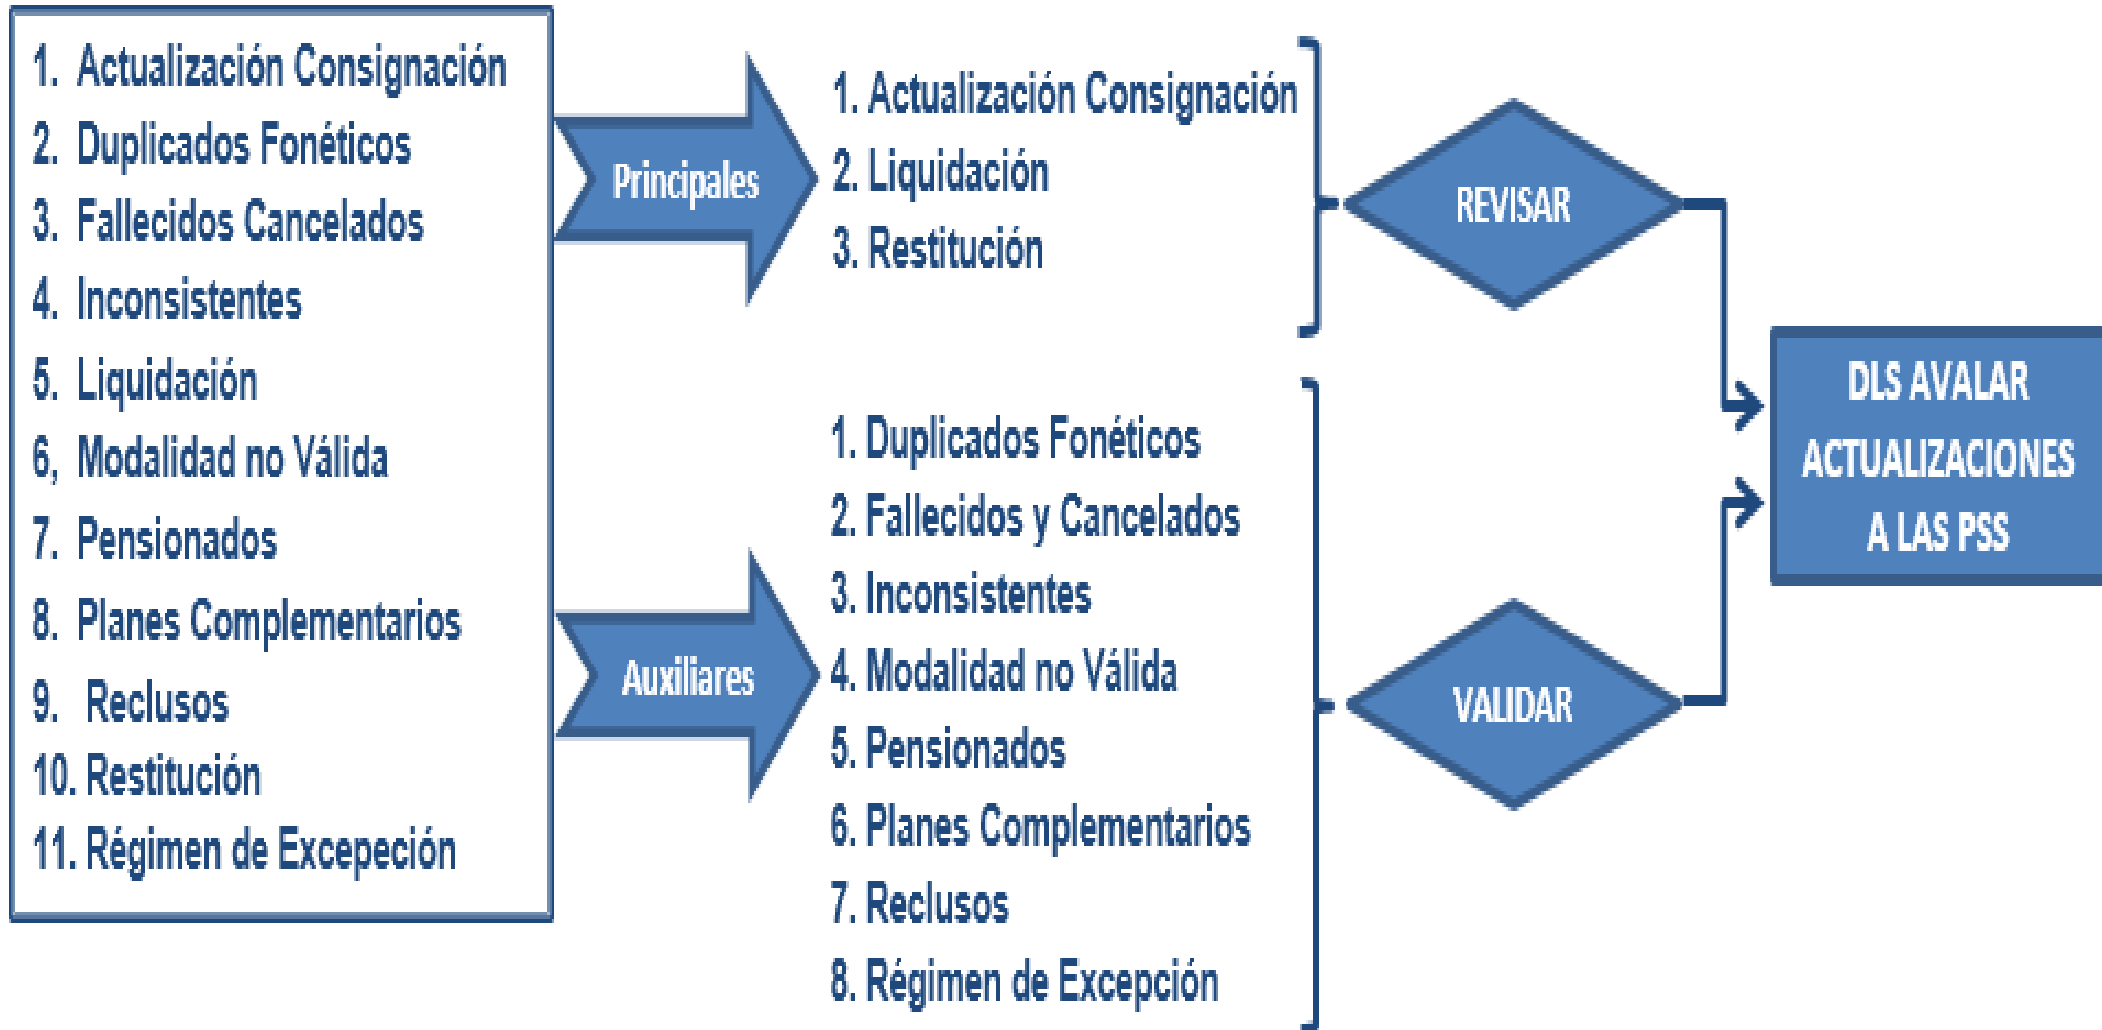 1. Actualización Consignación
2. Duplicados Fonéticos
3. Fallecidos Cancelados
4. Inconsistentes
5. Liquidación
6, Modalidad no Válida
7. Pensionados
8. Planes Complementarios
9. Reclusos
10. Restitución
11. Régimen de Excepeción
Principales
1. Actualización Consignación
2. Liquidación
3. Restitución
REVISAR
Auxiliares
1. Duplicados Fonéticos
2. Fallecidos y Cancelados
3. Inconsistentes
4. Modalidad no Válida
5. Pensionados
6. Planes Complementarios
7. Reclusos
8. Régimen de Excepción
VALIDAR
DLS AVALAR
ACTUALIZACIONES
A LAS PSS